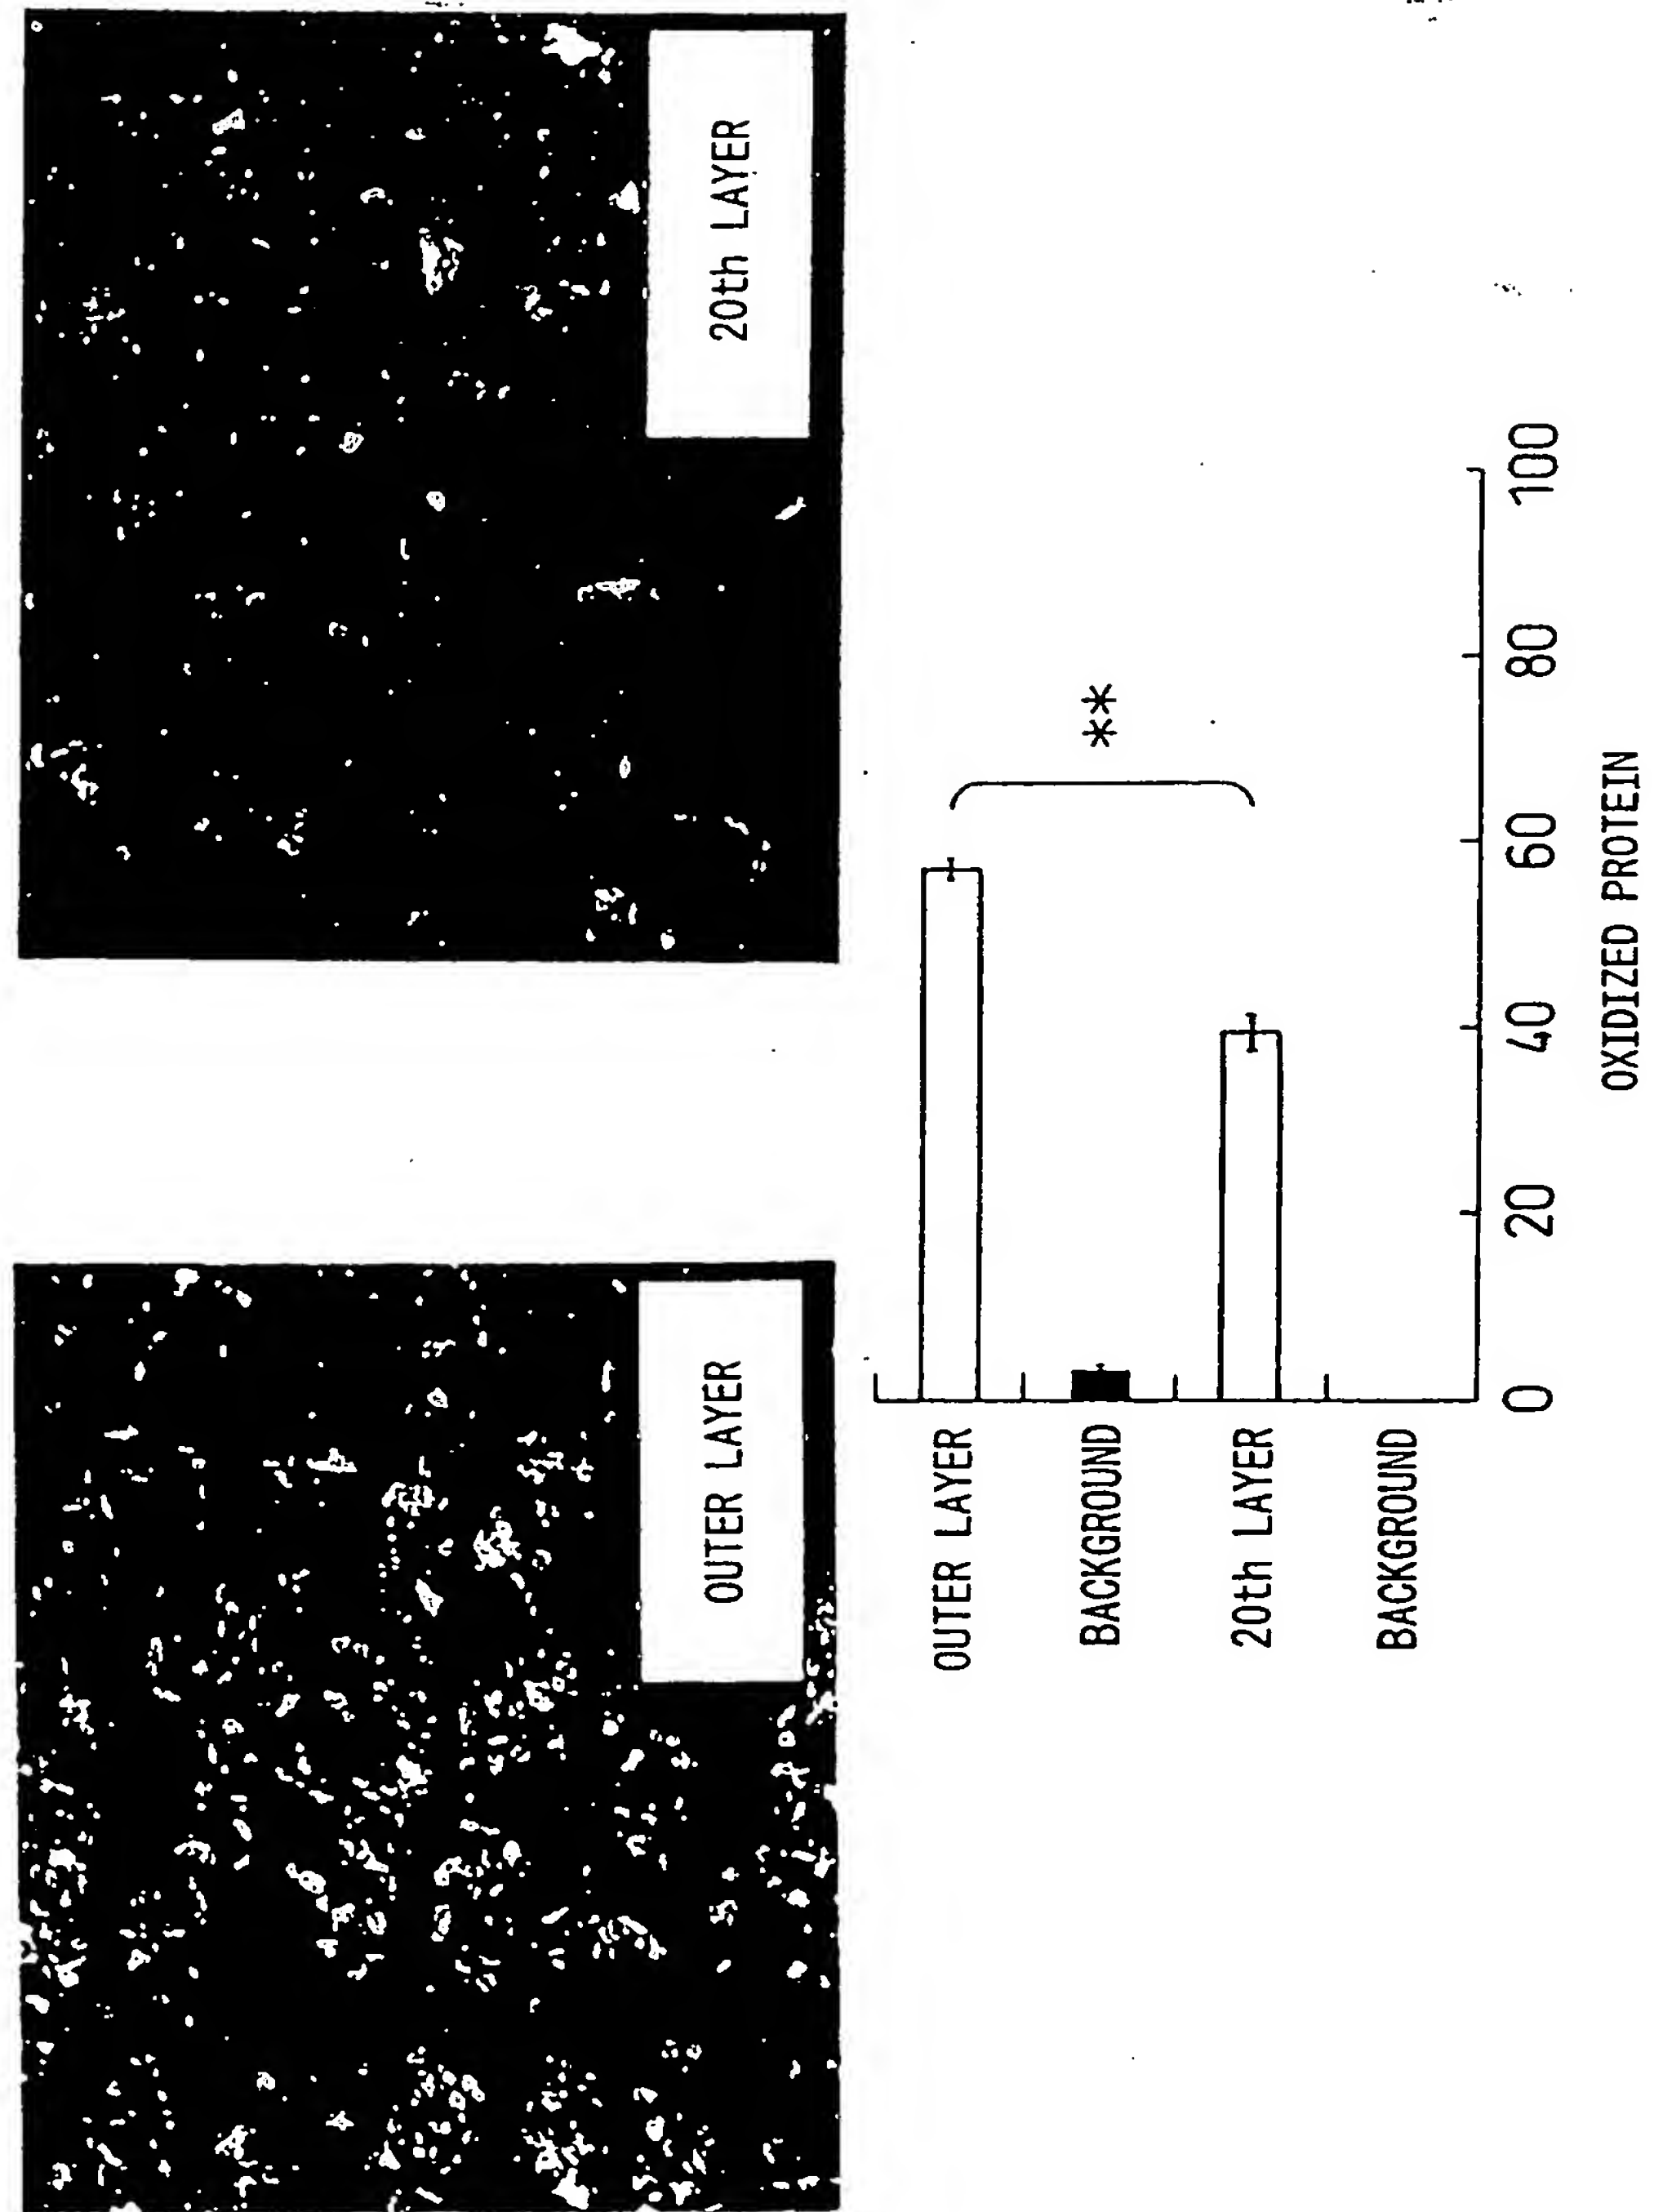 OUTER LAYER
20th LAYER
OUTER LAYER
BACKGROUND
20th LAYER
BACKGROUND
**
0 20 40 60 80 100
OXIDIZED PROTEIN